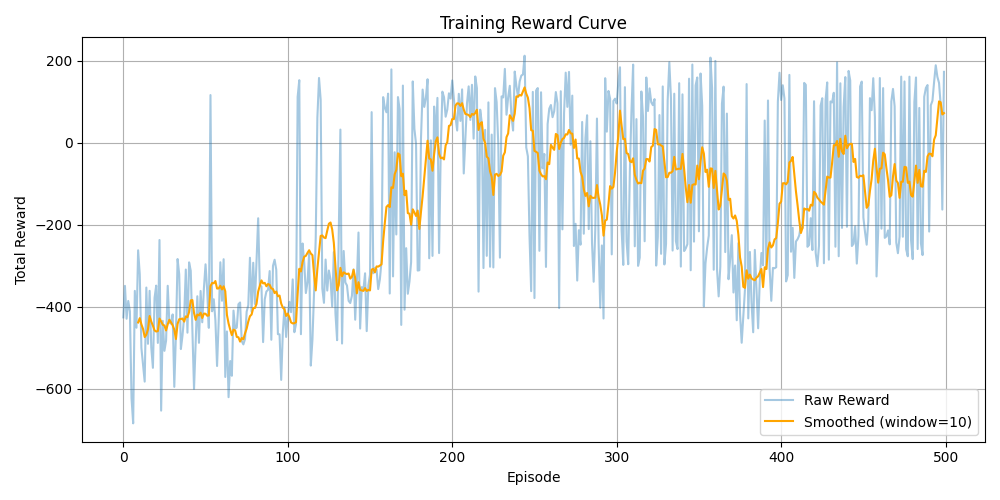 Training Reward Curve
200
0
−200
−400
−600
Total Reward
0
100
200
300
400
500
Episode
Raw Reward
Smoothed (window=10)